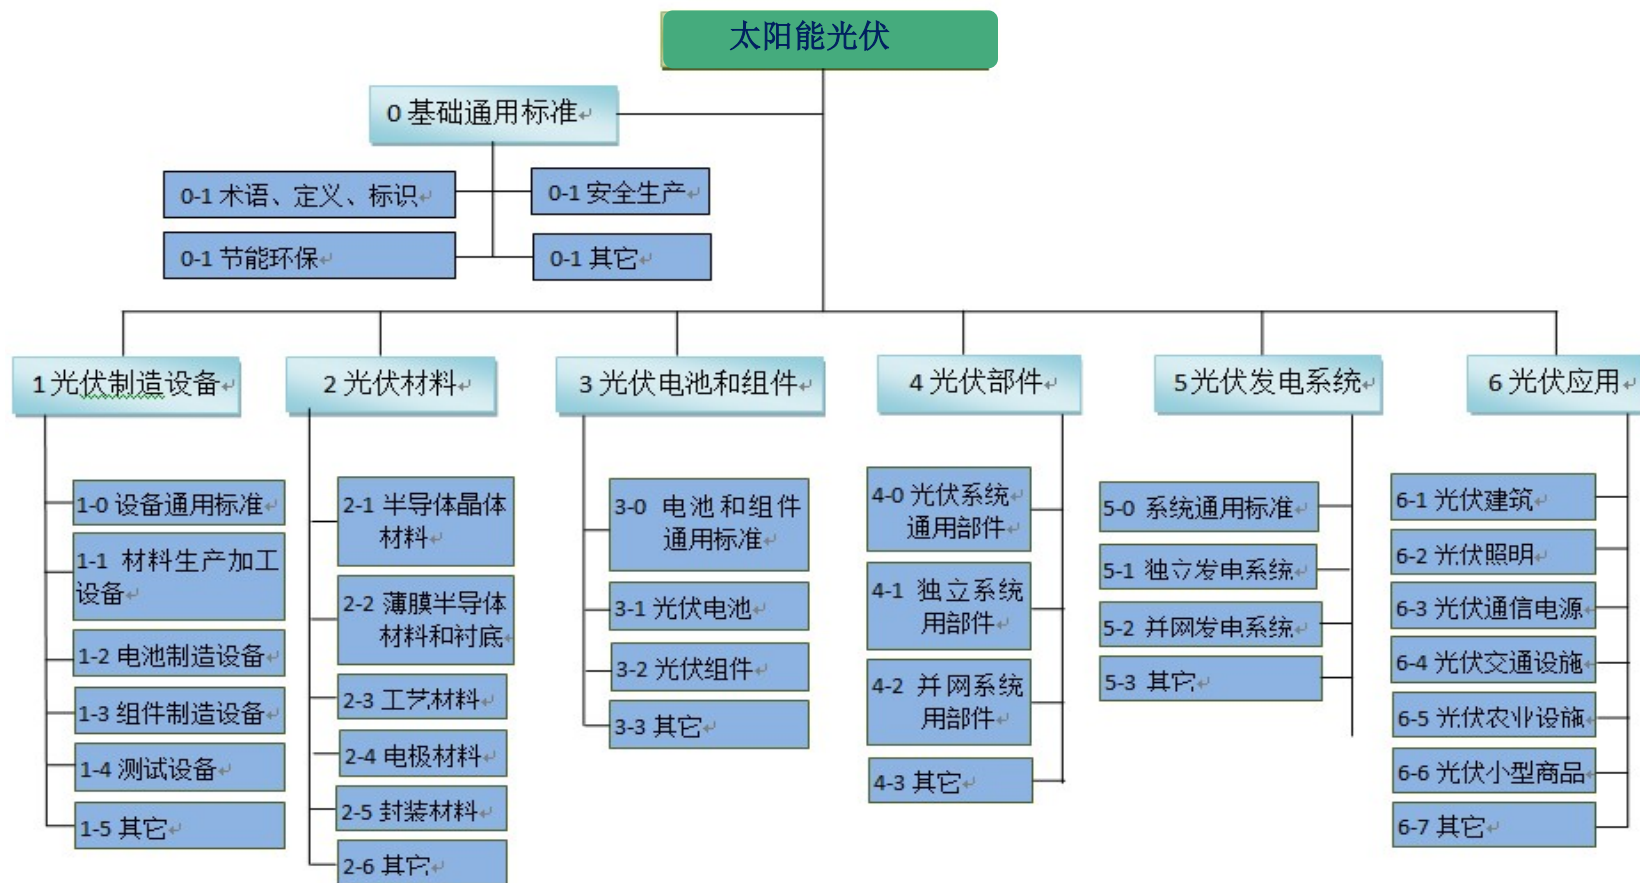 太阳能光伏
0 基础通用标准
0-1 术语、定义、标识
0-1 安全生产
0-1 节能环保
0-1 其它
1 光伏制造设备
2 光伏材料
3 光伏电池和组件
4 光伏部件
5光伏发电系统
6 光伏应用
1-0 设备通用标准
1-1 材料生产加工
设备
1-2 电池制造设备
1-3 组件制造设备
1-4 测试设备
1-5 其它
2-1 半导体晶体
材料
2-2 薄膜半导体
材料和衬底
2-3 工艺材料
2-4 电极材料
2-5 封装材料
2-6 其它
3-0 电池和组件
通用标准
3-1 光伏电池
3-2 光伏组件
3-3 其它
4-0 光伏系统
通用部件
4-1 独立系统
用部件
4-2 并网系统
用部件
4-3 其它
5-0 系统通用标准
5-1 独立发电系统
5-2 并网发电系统
5-3 其它
6-1 光伏建筑
6-2 光伏照明
6-3 光伏通信电源
6-4 光伏交通设施
6-5 光伏农业设施
6-6 光伏小型商品
6-7 其它